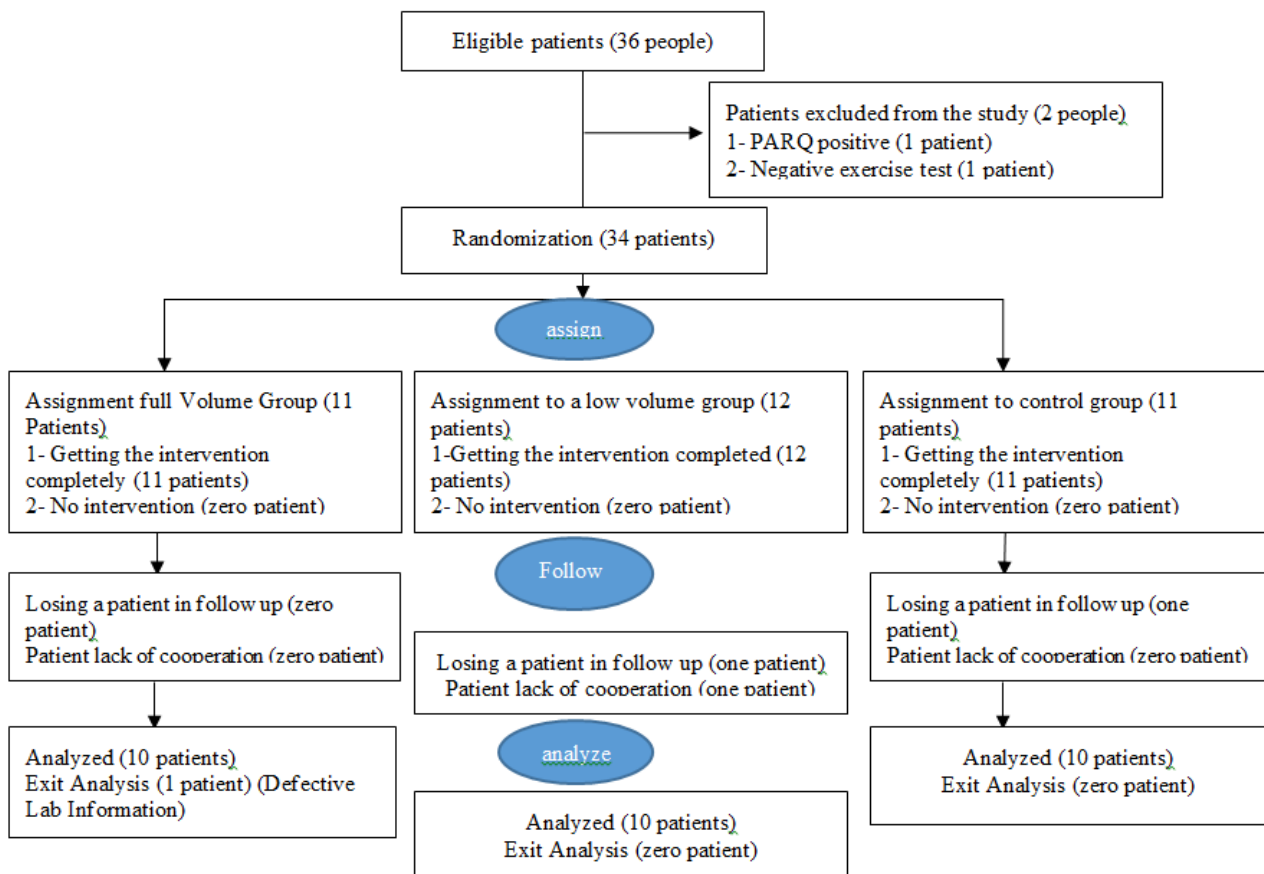 Eligible patients (36 people)
Patients excluded from the study (2 people)
1- PARQ positive (1 patient)
2- Negative exercise test (1 patient)
Randomization (34 patients)
assign
Assignment full Volume Group (11
Patients)
1- Getting the intervention
completely (11 patients)
2- No intervention (zero patient)
Assignment to a low volume group (12
patients)
1-Getting the intervention completed (12
patients)
2- No intervention (zero patient)
Assignment to control group (11
patients)
1- Getting the intervention
completely (11 patients)
2- No intervention (zero patient)
Follow
Losing a patient in follow up (zero
patient)
Patient lack of cooperation (zero patient)
Losing a patient in follow up (one patient)
Patient lack of cooperation (one patient)
Losing a patient in follow up (one
patient)
Patient lack of cooperation (zero patient)
analyze
Analyzed (10 patients)
Exit Analysis (1 patient) (Defective
Lab Information)
Analyzed (10 patients)
Exit Analysis (zero patient)
Analyzed (10 patients)
Exit Analysis (zero patient)